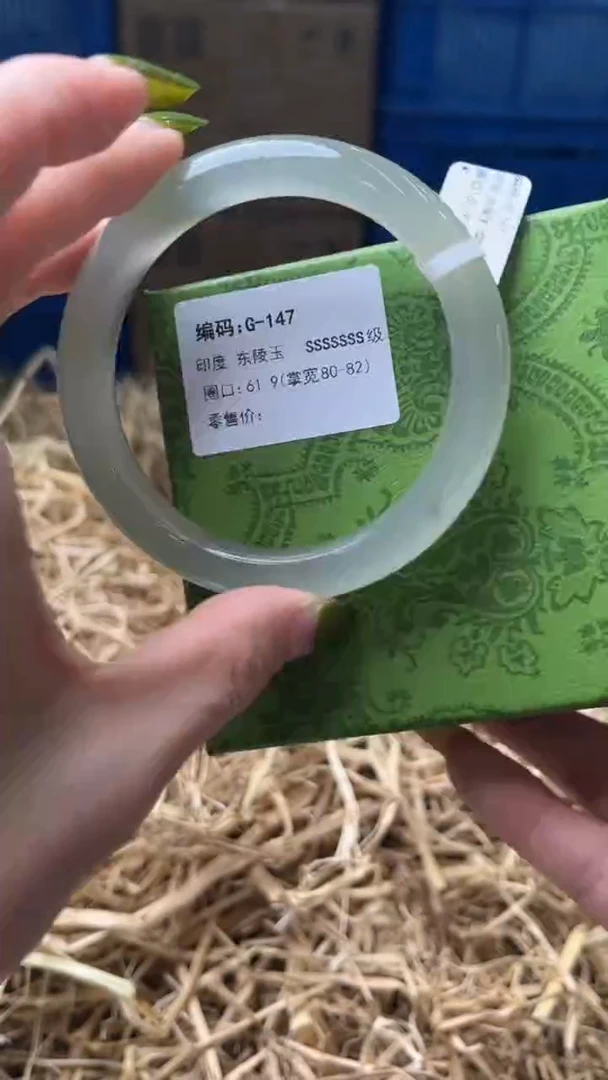 编码:G-147
印度 东陵玉 SSSSSSS级
圈口:61 9(掌宽80-82)
零售价: